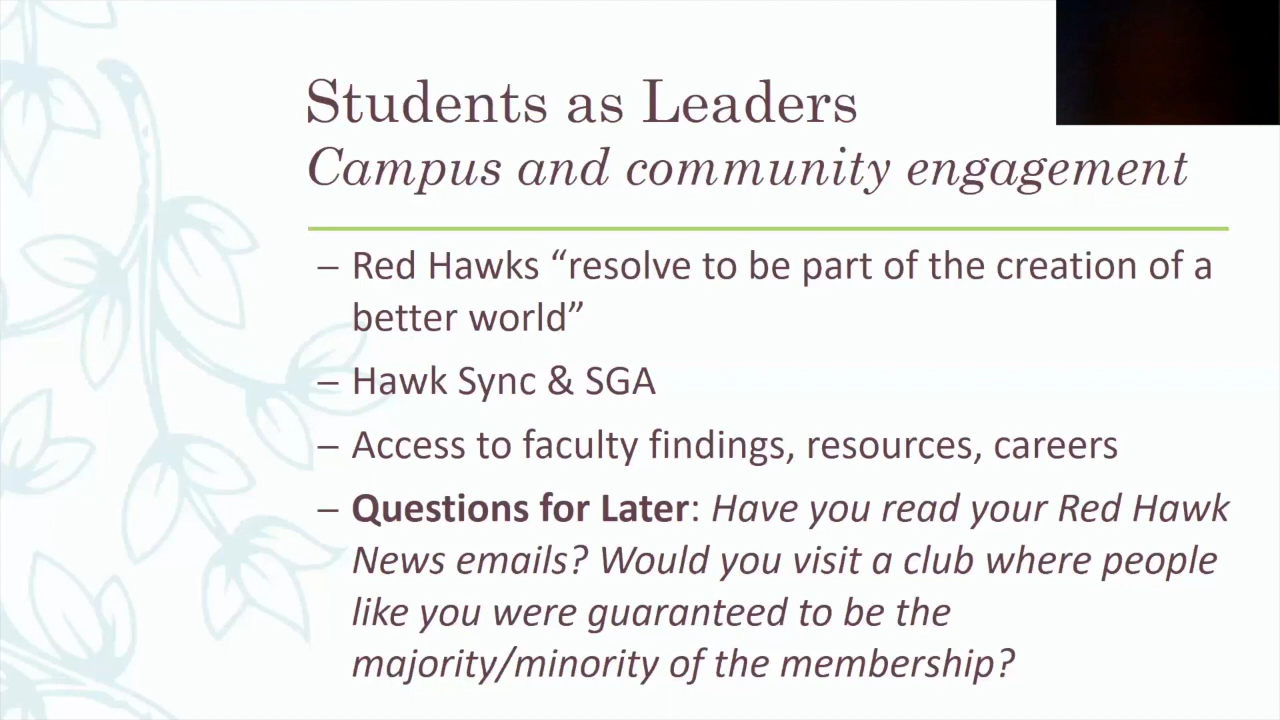 Students as Leaders
Campus and community engagement
– Red Hawks “resolve to be part of the creation of a
better world”
– Hawk Sync & SGA
– Access to faculty findings, resources, careers
– Questions for Later: Have you read your Red Hawk
News emails? Would you visit a club where people
like you were guaranteed to be the
majority/minority of the membership?